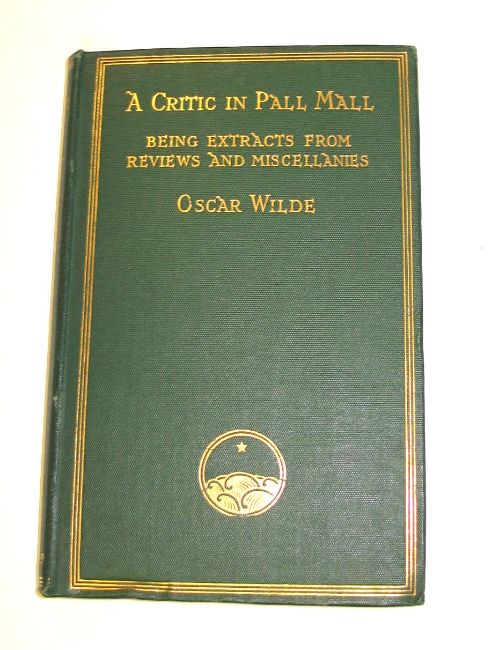 A Critic in Pall Mall
BEING EXTRACTS FROM
REVIEWS AND MISCELLANIES
Oscar Wilde